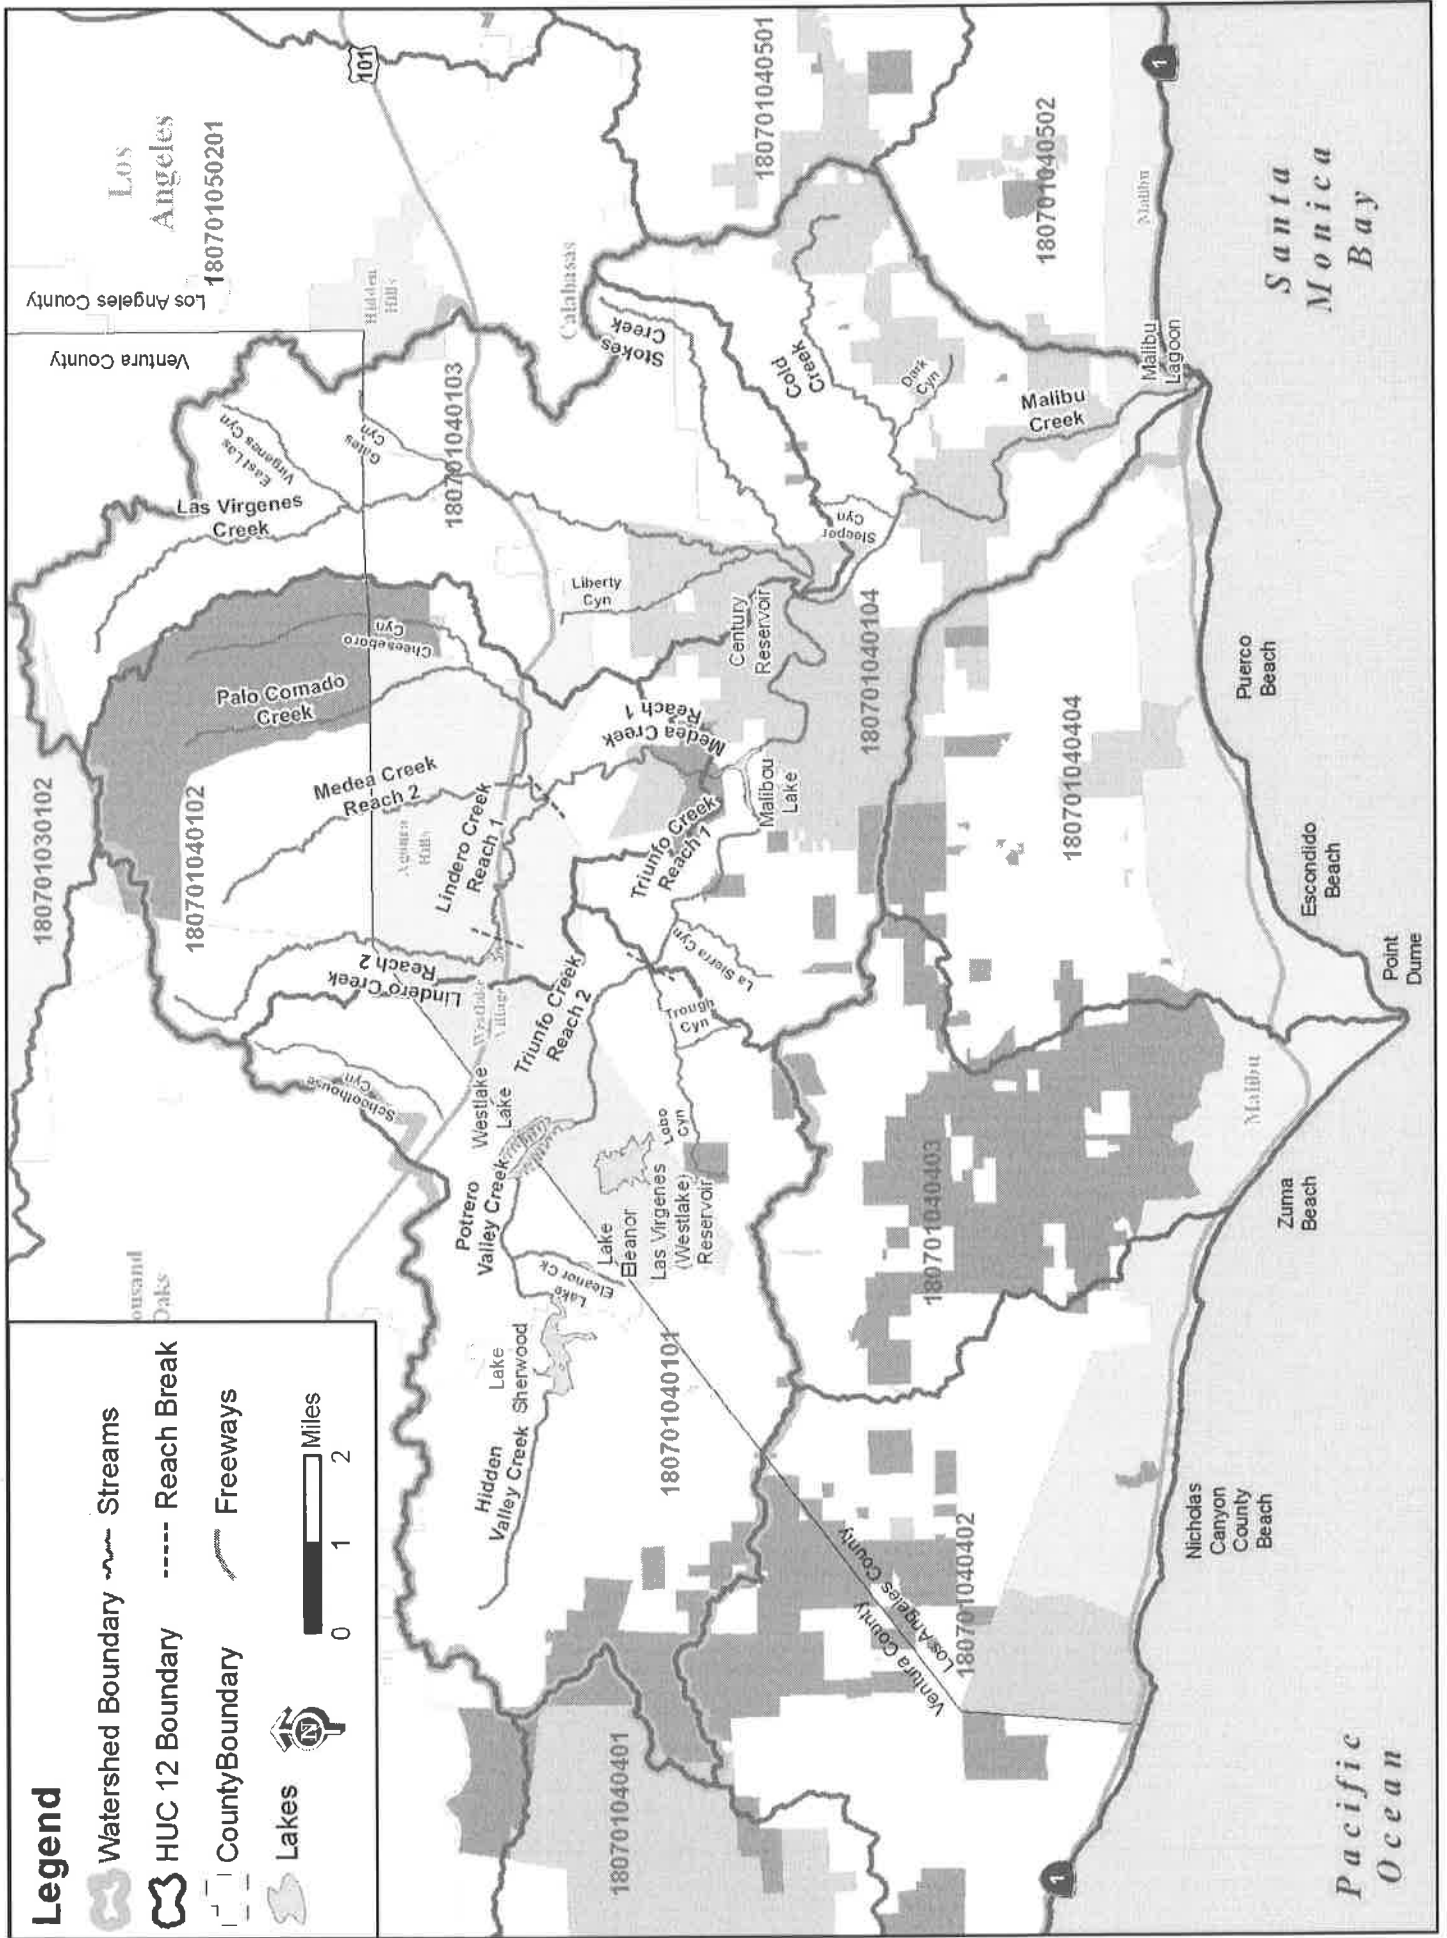 Legend
Watershed Boundary
Streams
HUC 12 Boundary
Reach Break
CountyBoundary
Freeways
Lakes
N
0 1 2 Miles
ousand
Oaks
180701030102
180701040102
Los
Angeles
180701050201
Ventura County
Los Angeles County
101
Hidden
Hills
Schoolhouse
Cyn
Lindero Creek
Reach 2
Palo Comado
Creek
Cheeseboro
Cyn
Las Virgenes
Creek
East Las
Virgenes Cyn
Gates
Cyn
180701040103
Medea Creek
Reach 2
Agoura
Hills
Lindero Creek
Reach 1
Westlake
Village
Westlake
Lake
Potrero
Valley Creek
Triunfo Creek
Reach 2
Hidden
Valley Creek
Lake
Sherwood
Lake
Eleanor Ck
Lake
Eleanor
Las Virgenes
(Westlake)
Reservoir
Lobo
Cyn
Trough
Cyn
La Sierra Cyn
Triunfo Creek
Reach 1
Medea Creek
Reach 1
Malibou
Lake
Century
Reservoir
Liberty
Cyn
Calabasas
Stokes
Creek
Cold
Creek
Dark
Cyn
Sleeper
Cyn
Malibu
Creek
Malibu
Lagoon
180701040101
180701040104
180701040501
180701040502
180701040401
180701040402
180701040403
180701040404
Ventura County
Los Angeles County
1
Malibu
Malibu
1
Nicholas
Canyon
County
Beach
Zuma
Beach
Point
Dume
Escondido
Beach
Puerco
Beach
Pacific
Ocean
Santa
Monica
Bay